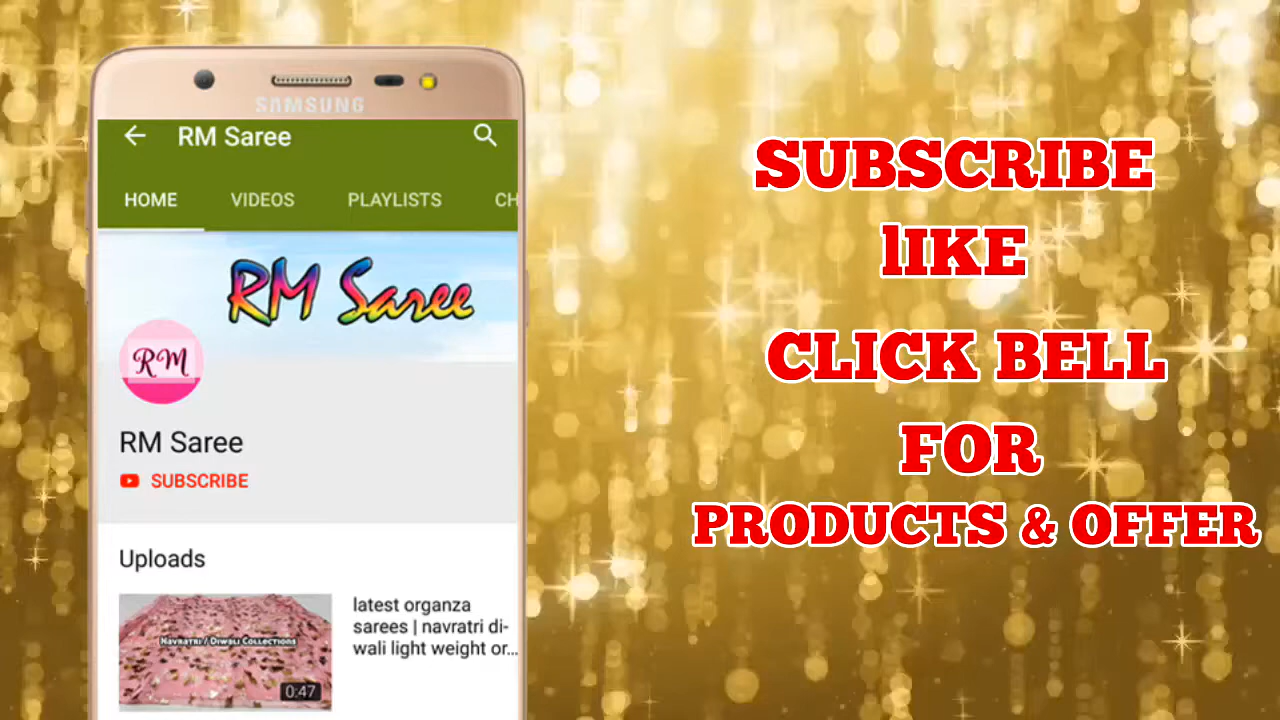 SAMSUNG
RM Saree
HOME VIDEOS PLAYLISTS CH
RM Saree
RM
RM Saree
SUBSCRIBE
Uploads
Navratri / Diwali Collections
0:47
latest organza
sarees | navratri di-
wali light weight or...
SUBSCRIBE
lIKE
CLICK BELL
FOR
PRODUCTS & OFFER